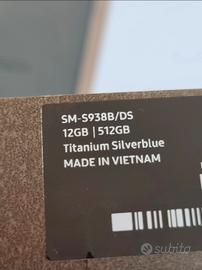 SM-S938B/DS
12GB | 512GB
Titanium Silverblue
MADE IN VIETNAM
subito